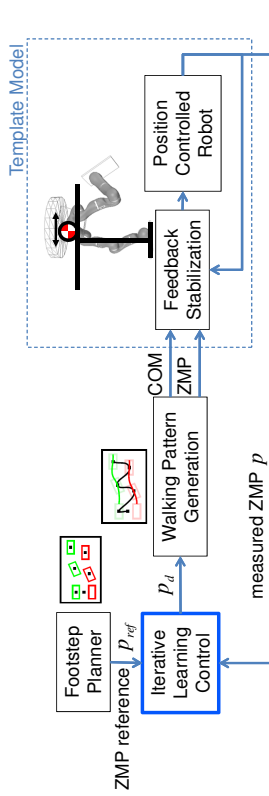 Template Model
Footstep
Planner
ZMP reference
p_ref
Iterative
Learning
Control
p_d
Walking Pattern
Generation
COM
ZMP
Feedback
Stabilization
Position
Controlled
Robot
measured ZMP p